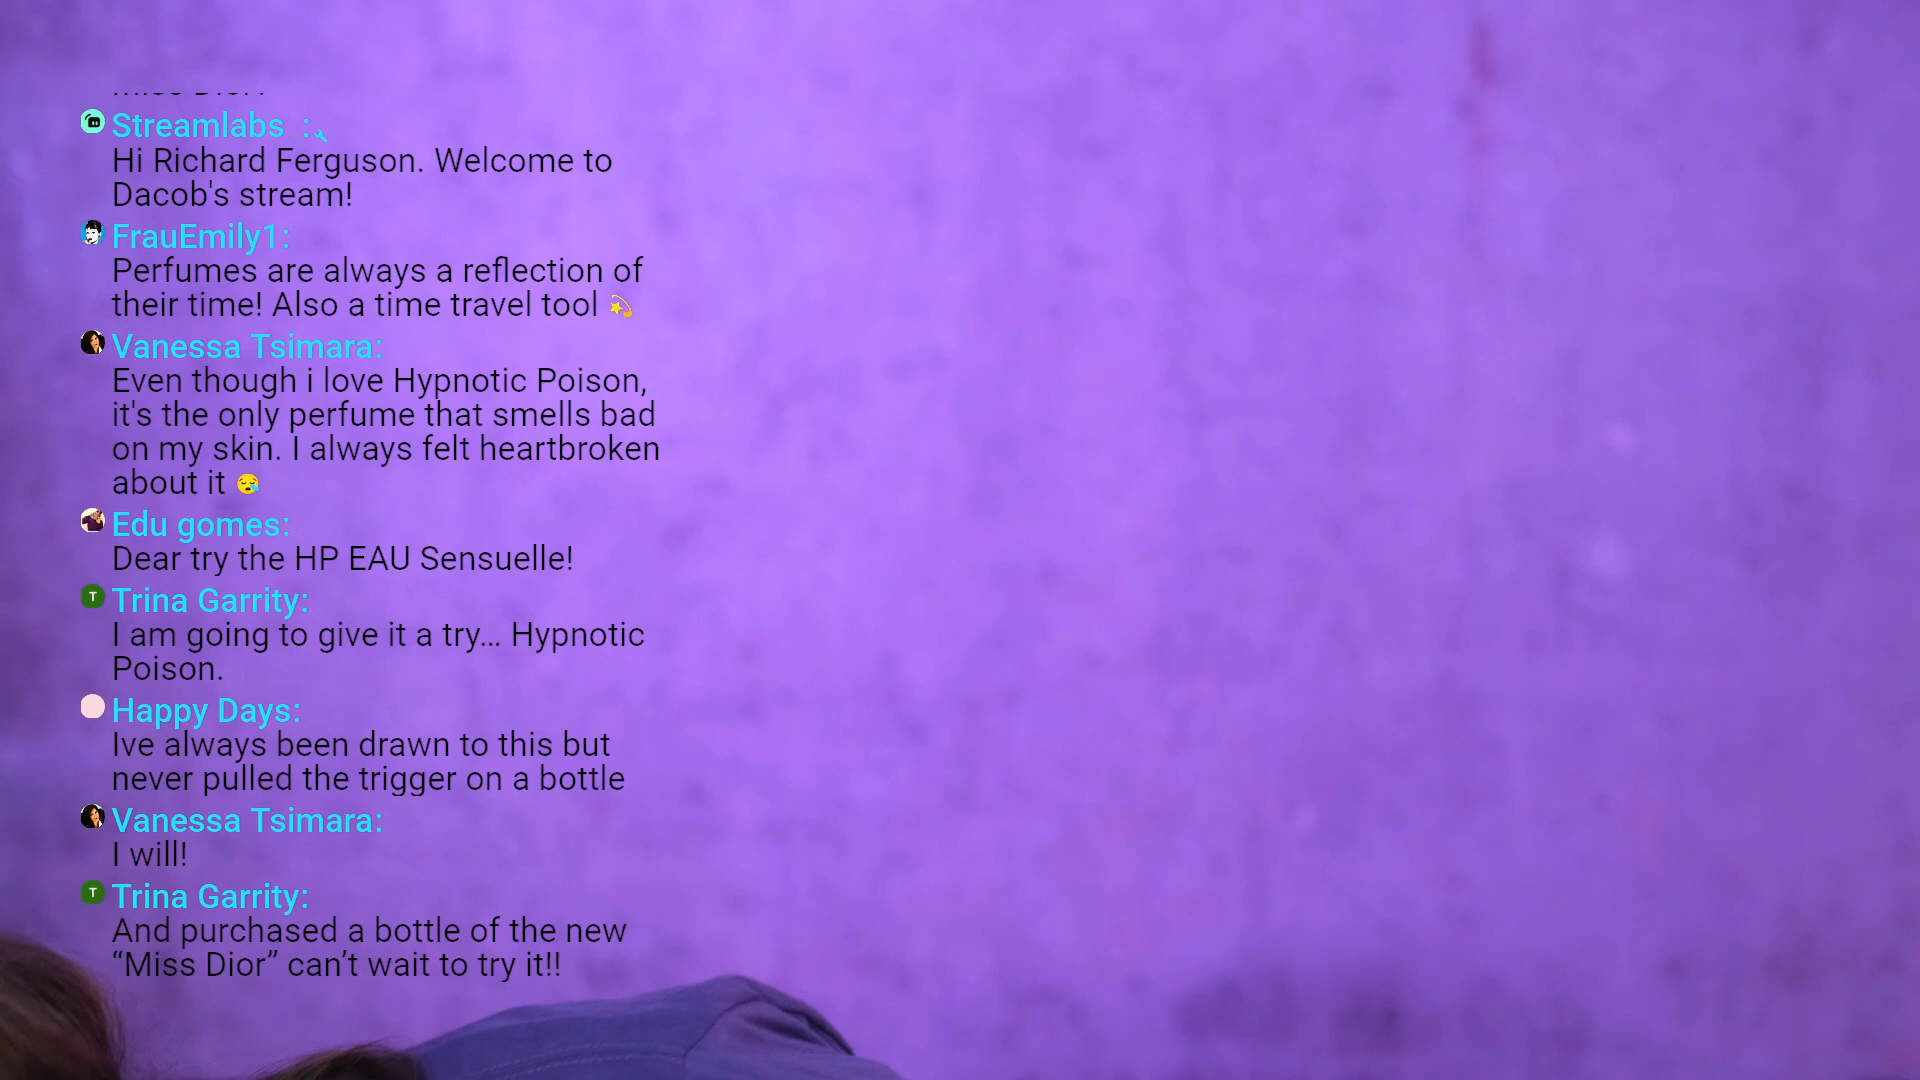 Streamlabs :
Hi Richard Ferguson. Welcome to
Dacob's stream!
FrauEmily1:
Perfumes are always a reflection of
their time! Also a time travel tool 💫
Vanessa Tsimara:
Even though i love Hypnotic Poison,
it's the only perfume that smells bad
on my skin. I always felt heartbroken
about it 😪
Edu gomes:
Dear try the HP EAU Sensuelle!
T Trina Garrity:
I am going to give it a try... Hypnotic
Poison.
Happy Days:
Ive always been drawn to this but
never pulled the trigger on a bottle
Vanessa Tsimara:
I will!
T Trina Garrity:
And purchased a bottle of the new
“Miss Dior” can’t wait to try it!!